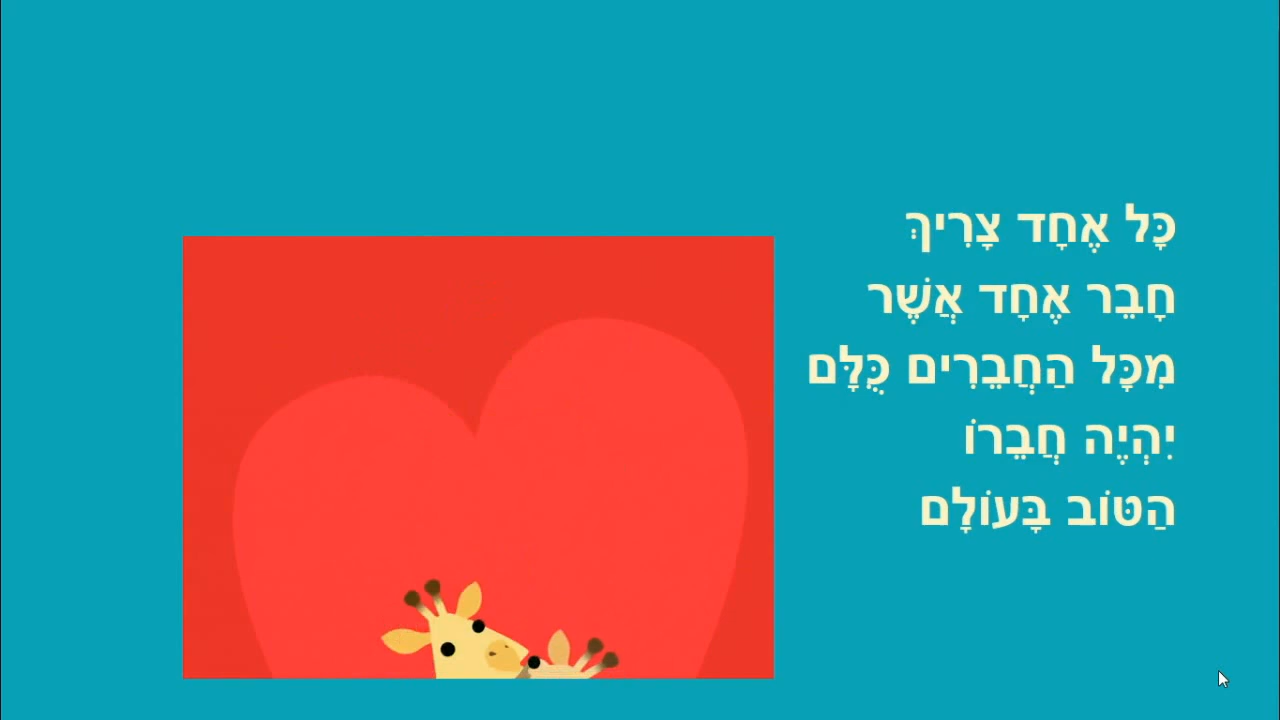 כָּל אֶחָד צָרִיךְ
חָבֵר אֶחָד אֲשֶׁר
מִכָּל הַחֲבֵרִים כֻּלָּם
יִהְיֶה חֲבֵרוֹ
הַטּוֹב בָּעוֹלָם